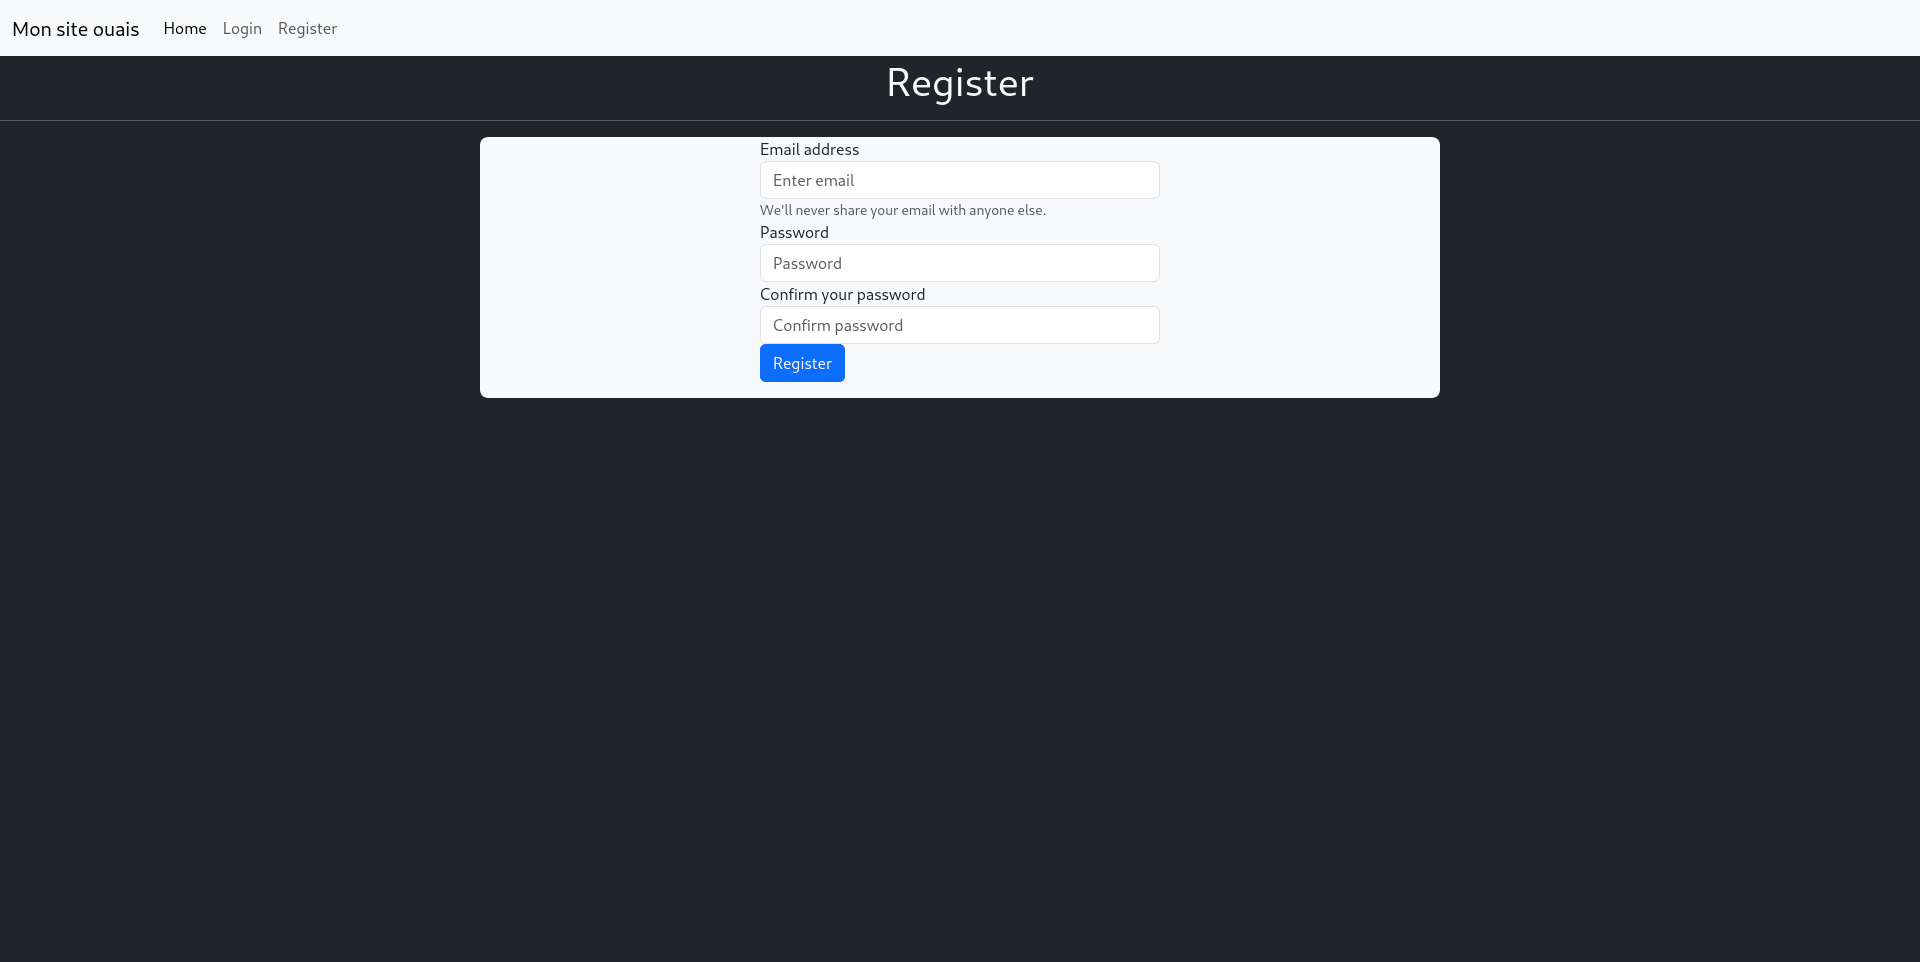 Mon site ouais Home Login Register
Register
Email address
Enter email
We'll never share your email with anyone else.
Password
Password
Confirm your password
Confirm password
Register